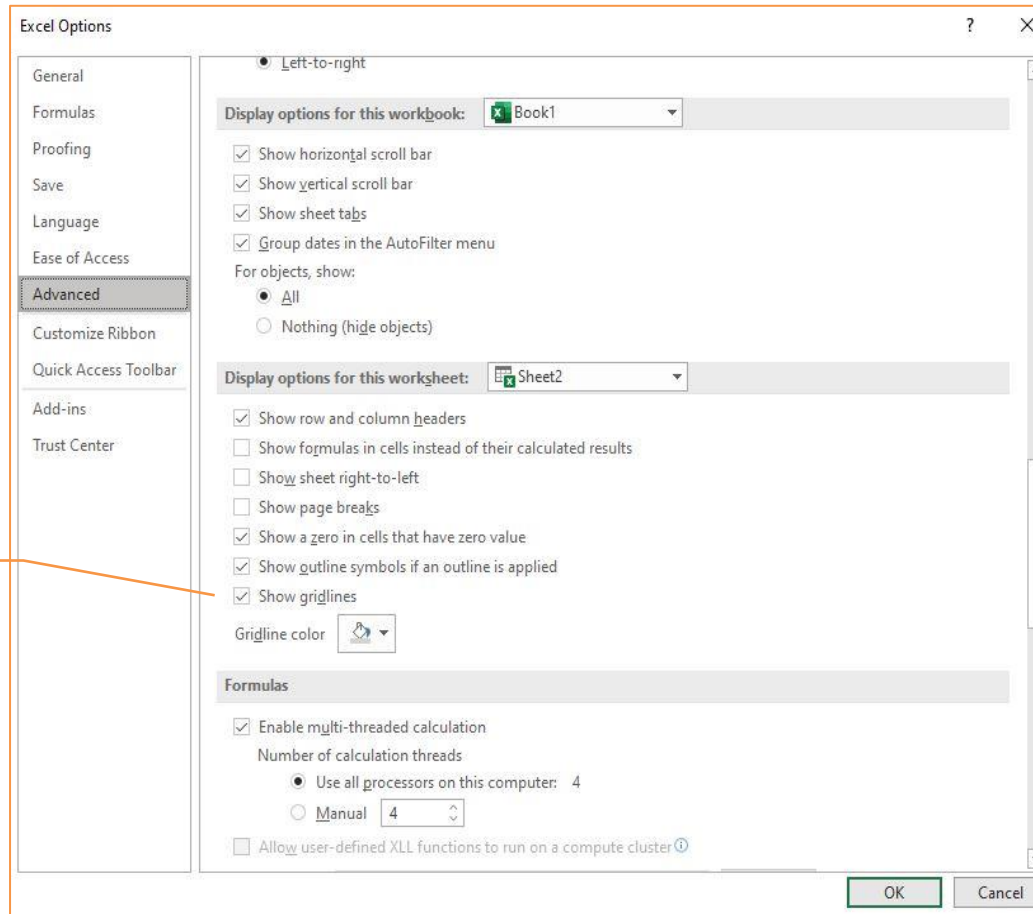 Excel Options
?
General
Formulas
Proofing
Save
Language
Ease of Access
Advanced
Customize Ribbon
Quick Access Toolbar
Add-ins
Trust Center
Left-to-right
Display options for this workbook: Book1
Show horizontal scroll bar
Show vertical scroll bar
Show sheet tabs
Group dates in the AutoFilter menu
For objects, show:
All
Nothing (hide objects)
Display options for this worksheet: Sheet2
Show row and column headers
Show formulas in cells instead of their calculated results
Show sheet right-to-left
Show page breaks
Show a zero in cells that have zero value
Show outline symbols if an outline is applied
Show gridlines
Gridline color
Formulas
Enable multi-threaded calculation
Number of calculation threads
Use all processors on this computer: 4
Manual 4
Allow user-defined XLL functions to run on a compute cluster
OK Cancel